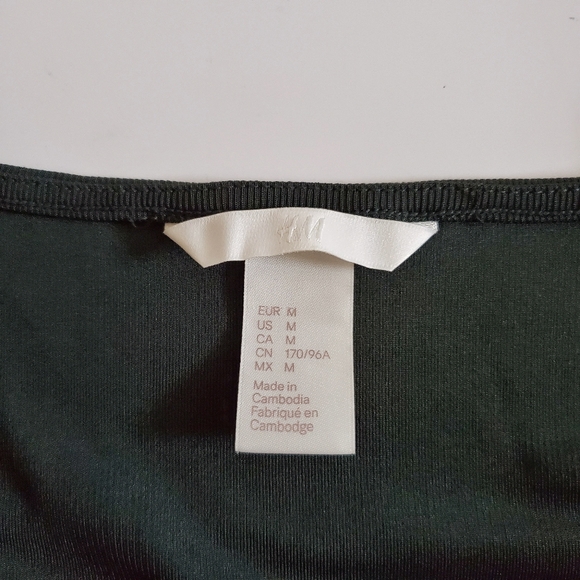 H&M
EUR M
US M
CA M
CN 170/96A
MX M
Made in
Cambodia
Fabriqué en
Cambodge